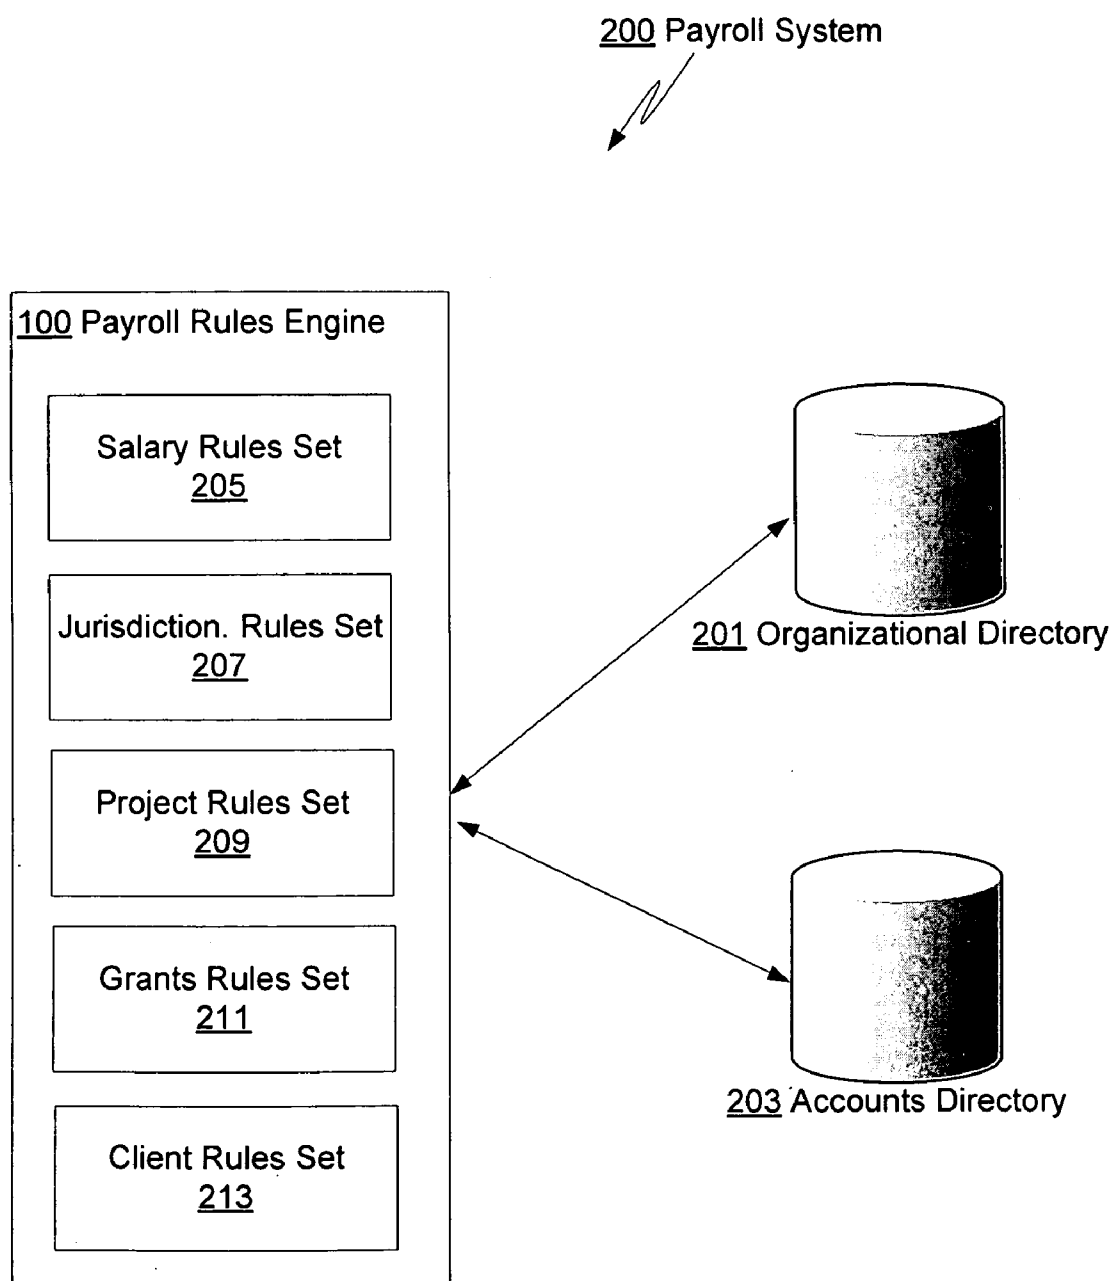 200 Payroll System
100 Payroll Rules Engine
Salary Rules Set
205
Jurisdiction. Rules Set
207
Project Rules Set
209
Grants Rules Set
211
Client Rules Set
213
201 Organizational Directory
203 Accounts Directory